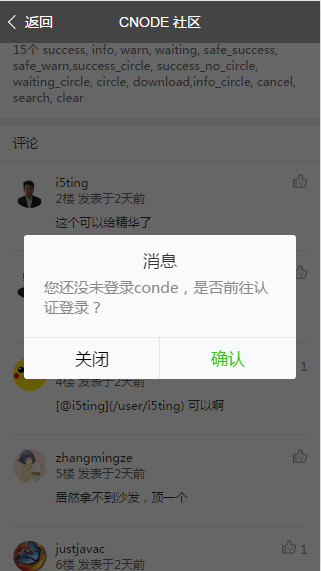 返回
CNODE 社区
15个 success, info, warn, waiting, safe_success,
safe_warn,success_circle, success_no_circle,
waiting_circle, circle, download,info_circle, cancel,
search, clear
评论
i5ting
2楼 发表于2天前
这个可以给精华了
消息
您还没未登录conde，是否前往认
证登录？
关闭
确认
1
4楼 发表于2天前
[@i5ting](/user/i5ting) 可以啊
zhangmingze
5楼 发表于2天前
居然拿不到沙发，顶一个
justjavac
1
6楼 发表于2天前